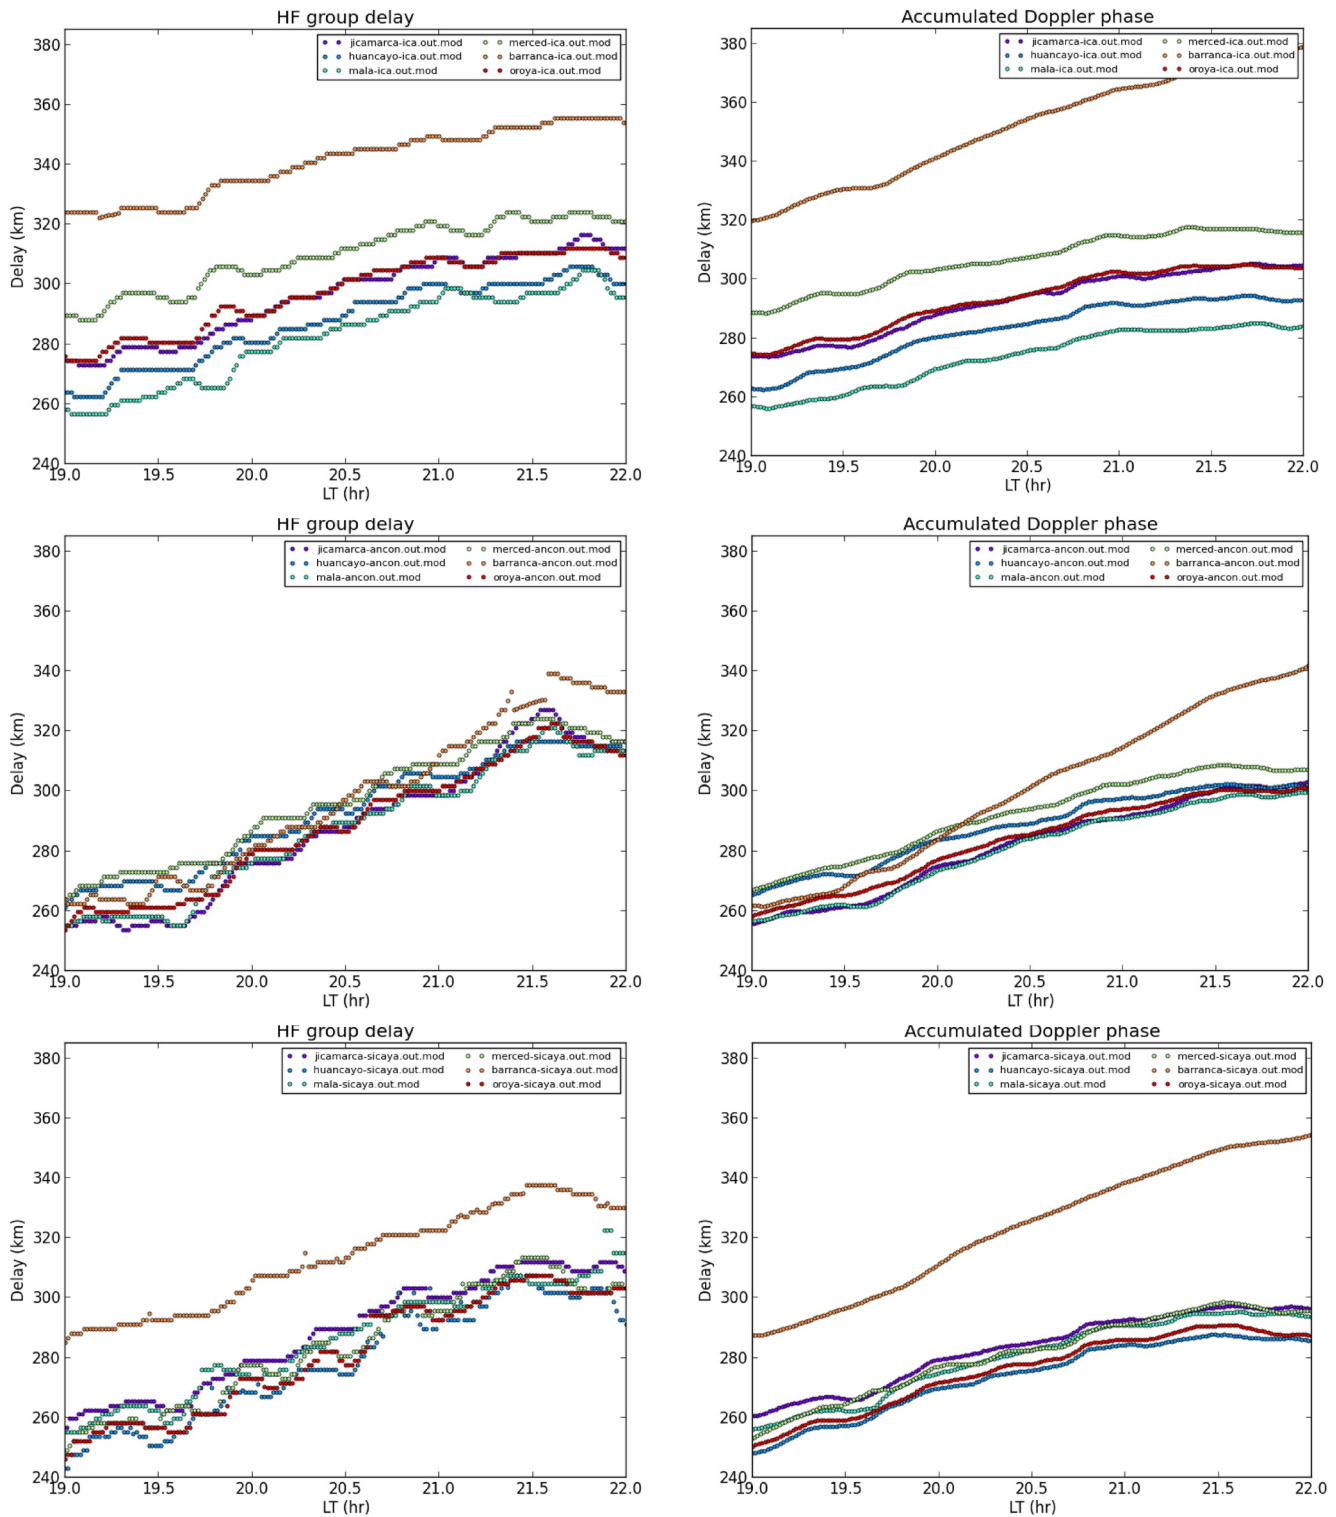 HF group delay
jicamarca-ica.out.mod merced-ica.out.mod
huancayo-ica.out.mod barranca-ica.out.mod
mala-ica.out.mod oroya-ica.out.mod
380
360
340
320
300
280
260
240
Delay (km)
19.0 19.5 20.0 20.5 21.0 21.5 22.0
LT (hr)
Accumulated Doppler phase
jicamarca-ica.out.mod merced-ica.out.mod
huancayo-ica.out.mod barranca-ica.out.mod
mala-ica.out.mod oroya-ica.out.mod
380
360
340
320
300
280
260
240
Delay (km)
19.0 19.5 20.0 20.5 21.0 21.5 22.0
LT (hr)
HF group delay
jicamarca-ancon.out.mod merced-ancon.out.mod
huancayo-ancon.out.mod barranca-ancon.out.mod
mala-ancon.out.mod oroya-ancon.out.mod
380
360
340
320
300
280
260
240
Delay (km)
19.0 19.5 20.0 20.5 21.0 21.5 22.0
LT (hr)
Accumulated Doppler phase
jicamarca-ancon.out.mod merced-ancon.out.mod
huancayo-ancon.out.mod barranca-ancon.out.mod
mala-ancon.out.mod oroya-ancon.out.mod
380
360
340
320
300
280
260
240
Delay (km)
19.0 19.5 20.0 20.5 21.0 21.5 22.0
LT (hr)
HF group delay
jicamarca-sicaya.out.mod merced-sicaya.out.mod
huancayo-sicaya.out.mod barranca-sicaya.out.mod
mala-sicaya.out.mod oroya-sicaya.out.mod
380
360
340
320
300
280
260
240
Delay (km)
19.0 19.5 20.0 20.5 21.0 21.5 22.0
LT (hr)
Accumulated Doppler phase
jicamarca-sicaya.out.mod merced-sicaya.out.mod
huancayo-sicaya.out.mod barranca-sicaya.out.mod
mala-sicaya.out.mod oroya-sicaya.out.mod
380
360
340
320
300
280
260
240
Delay (km)
19.0 19.5 20.0 20.5 21.0 21.5 22.0
LT (hr)